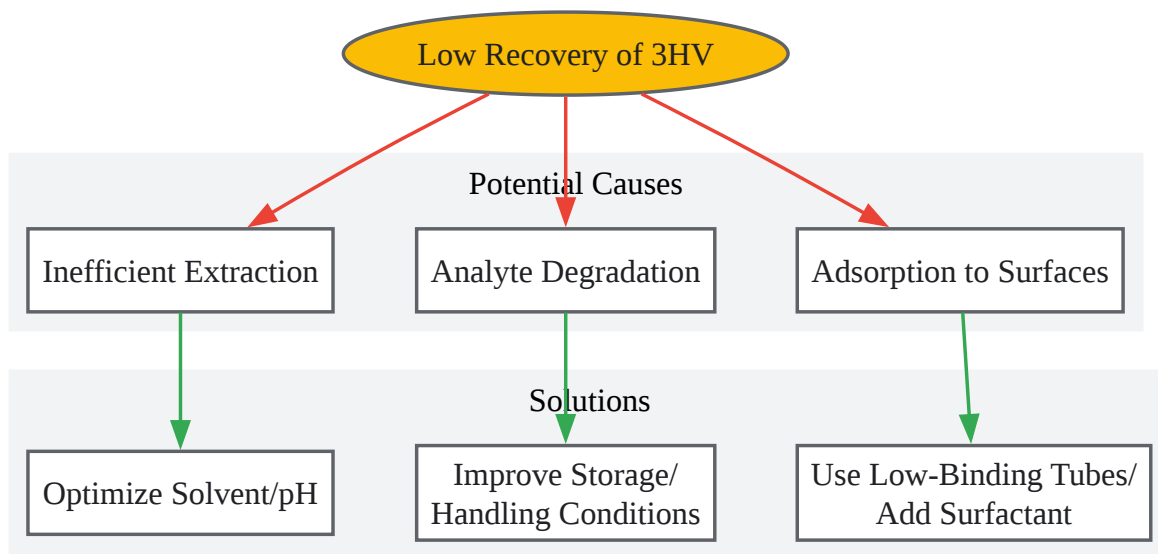 Low Recovery of 3HV
Potential Causes
Inefficient Extraction
Analyte Degradation
Adsorption to Surfaces
Solutions
Optimize Solvent/pH
Improve Storage/
Handling Conditions
Use Low-Binding Tubes/
Add Surfactant